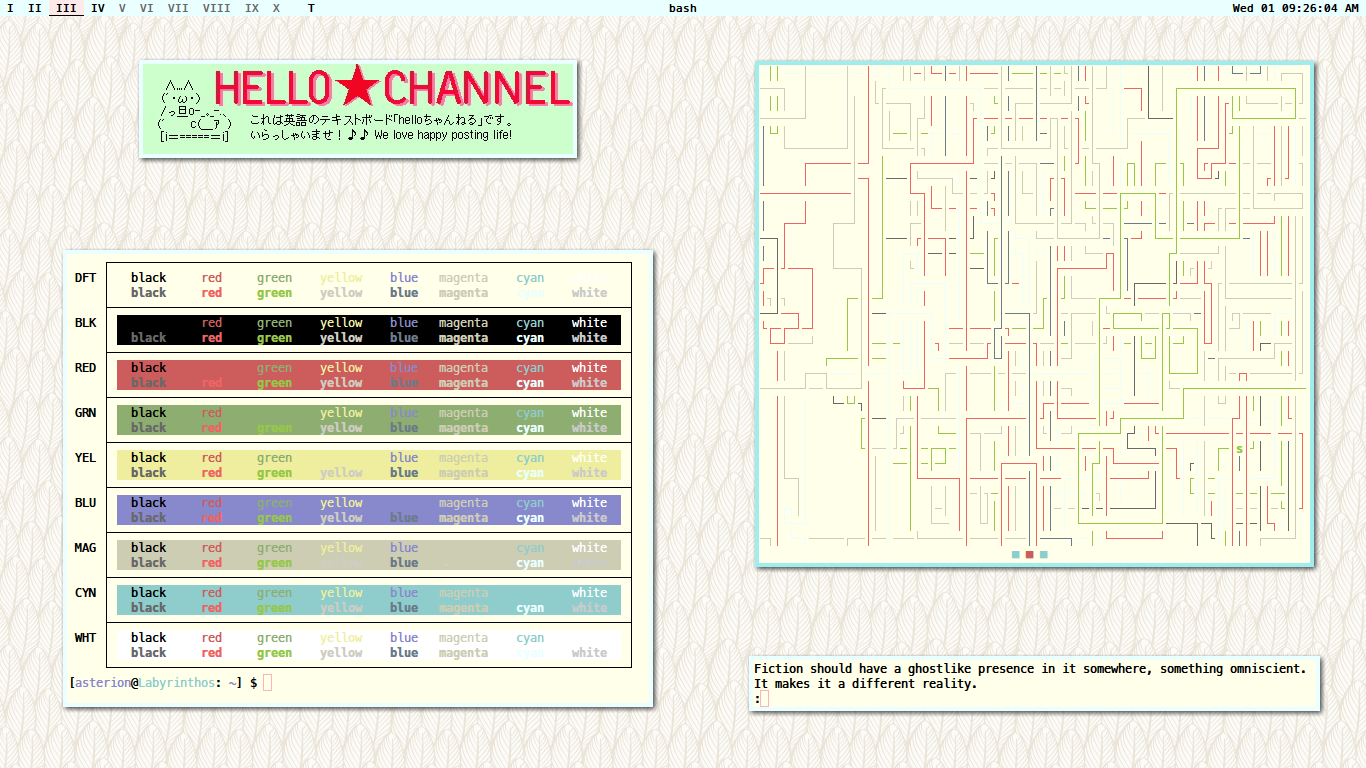 I II III IV V VI VII VIII IX X T bash Wed 01 09:26:04 AM
HELLO★CHANNEL
これは英語のテキストボード「helloちゃんねる」です。
いらっしゃいませ！♪♪ We love happy posting life!
DFT black red green yellow blue magenta cyan
black red green yellow blue magenta cyan white
BLK red green yellow blue magenta cyan white
black red green yellow blue magenta cyan white
RED black green yellow blue magenta cyan white
black red green yellow blue magenta cyan white
GRN black red yellow blue magenta cyan white
black red green yellow blue magenta cyan white
YEL black red green blue magenta cyan white
black red green yellow blue magenta cyan white
BLU black red green yellow magenta cyan white
black red green yellow blue magenta cyan white
MAG black red green yellow blue cyan white
black red green blue cyan
CYN black red green yellow blue magenta white
black red green yellow blue magenta cyan white
WHT black red green yellow blue magenta cyan
black red green yellow blue magenta cyan white
[asterion@Labyrinthos: ~] $
s
Fiction should have a ghostlike presence in it somewhere, something omniscient.
It makes it a different reality.
: